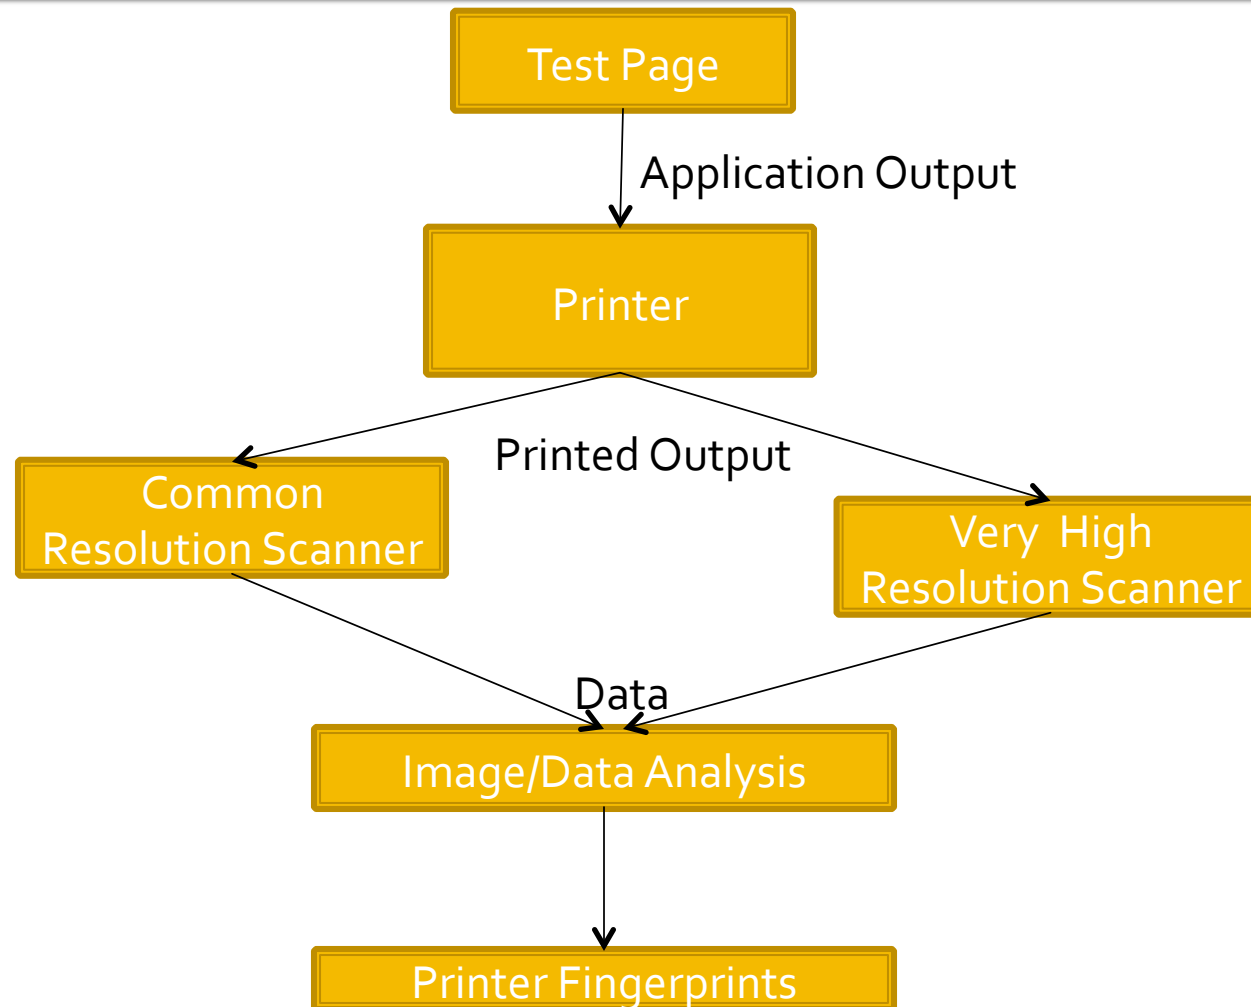 Test Page
Application Output
Printer
Printed Output
Common
Resolution Scanner
Very High
Resolution Scanner
Data
Image/Data Analysis
Printer Fingerprints